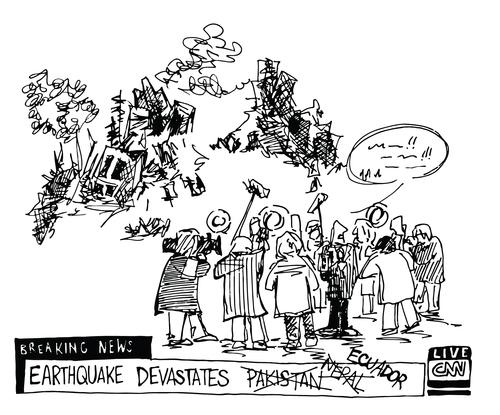 BREAKING NEWS
EARTHQUAKE DEVASTATES PAKISTAN NEPAL ECUADOR
LIVE
CNN